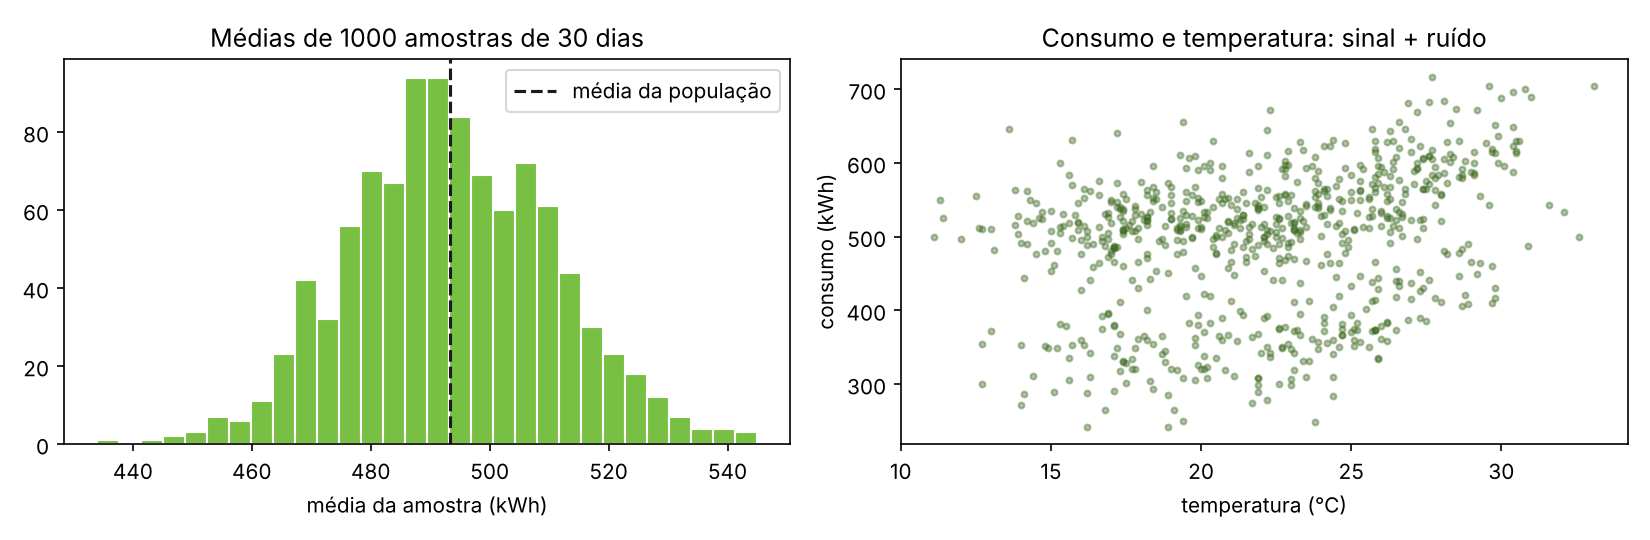 Médias de 1000 amostras de 30 dias
média da população
80
60
40
20
0
440 460 480 500 520 540
média da amostra (kWh)
Consumo e temperatura: sinal + ruído
consumo (kWh)
700
600
500
400
300
10 15 20 25 30
temperatura (°C)